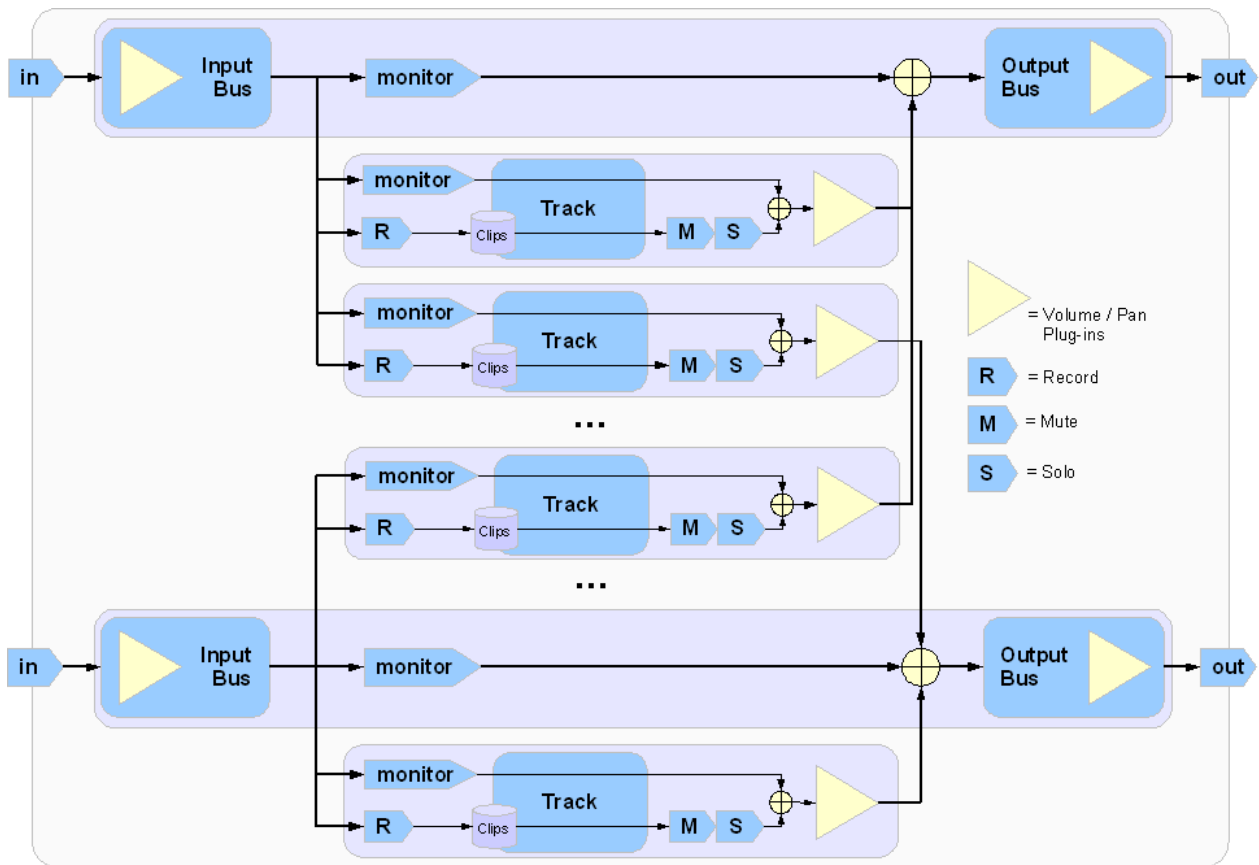 in
Input
Bus
monitor
Output
Bus
out
monitor
Track
R
Clips
M
S
monitor
Track
R
Clips
M
S
...
monitor
Track
R
Clips
M
S
...
= Volume / Pan
Plug-ins
R = Record
M = Mute
S = Solo
in
Input
Bus
monitor
Output
Bus
out
monitor
Track
R
Clips
M
S